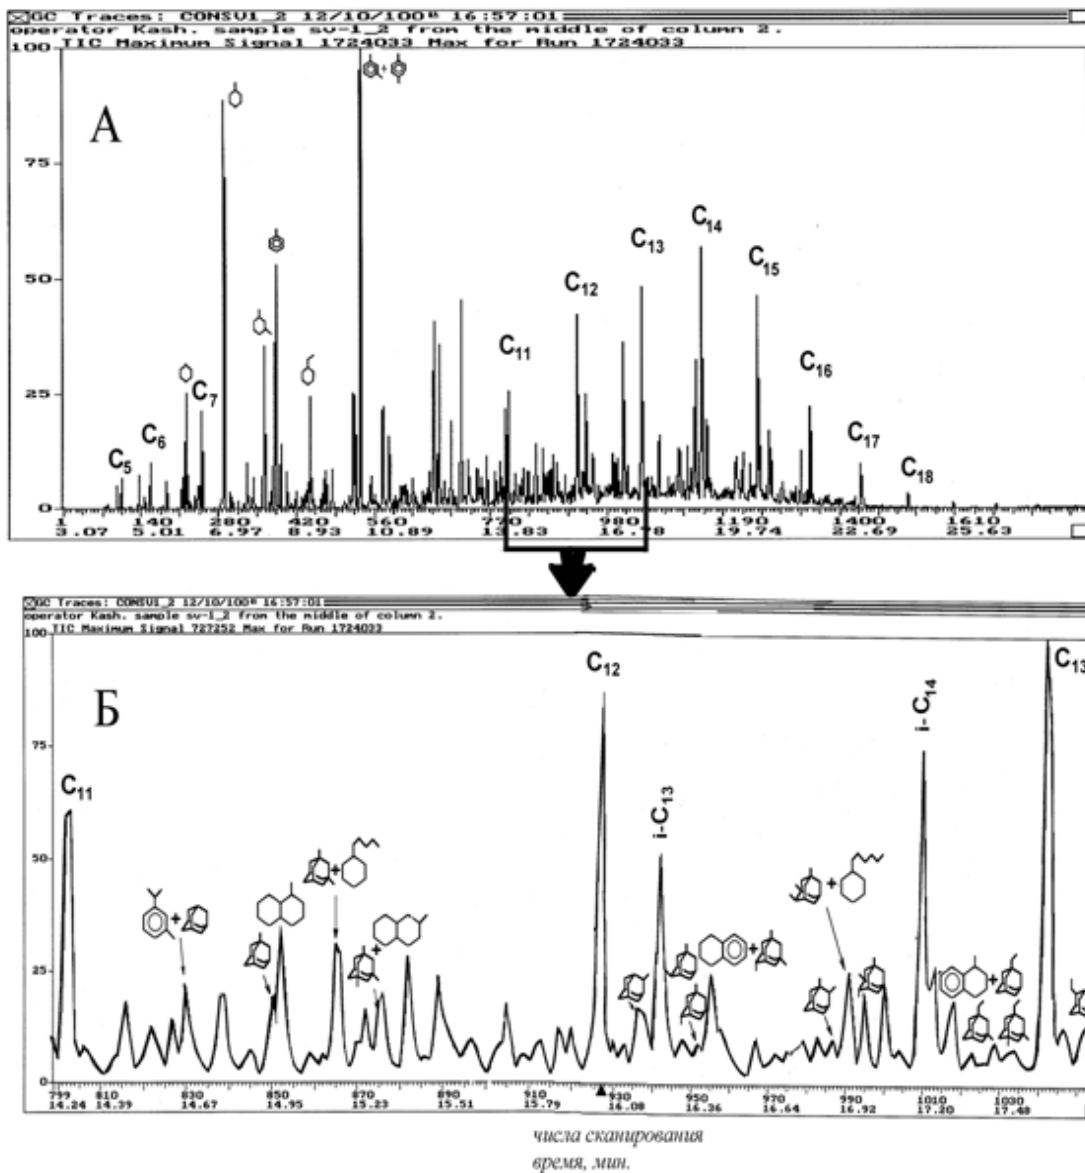 GC Traces: CONSV1_2 12/10/100 16:57:01
operator Kash. sample sv-1_2 from the middle of column 2.
TIC Maximum Signal 1724033 Max for Run 1724033
100
А
75
C14
C13
C15
50
C12
C11
C16
25
C7
C6
C5
C17
C18
0
1 140 280 420 560 770 980 1190 1400 1610
3.07 5.01 6.97 8.93 10.89 13.83 16.78 19.74 22.69 25.63
GC Traces: CONSV1_2 12/10/100 16:57:01
operator Kash. sample sv-1_2 from the middle of column 2.
TIC Maximum Signal 727252 Max for Run 1724033
100
C12
C13
Б
i-C14
75
C11
i-C13
50
25
0
799 810 830 850 870 890 910 930 950 970 990 1010 1030
14.24 14.39 14.67 14.95 15.23 15.51 15.79 16.08 16.36 16.64 16.92 17.20 17.48
числа сканирования
время, мин.